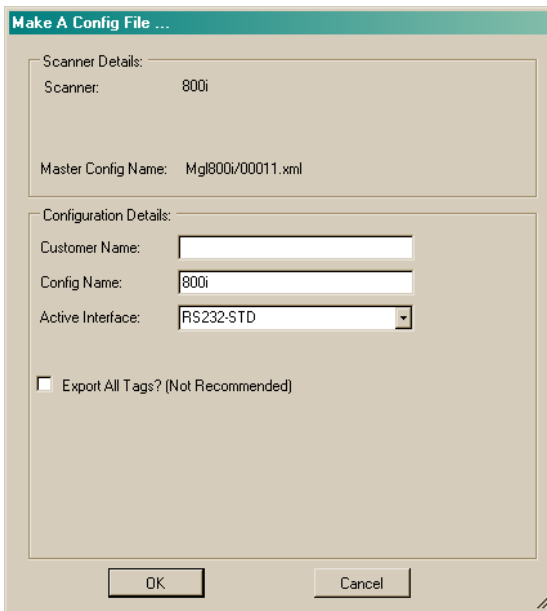 Make A Config File ...
Scanner Details:
Scanner: 800i
Master Config Name: Mgl800i/00011.xml
Configuration Details:
Customer Name:
Config Name: 800i
Active Interface: RS232-STD
Export All Tags? (Not Recommended)
OK Cancel